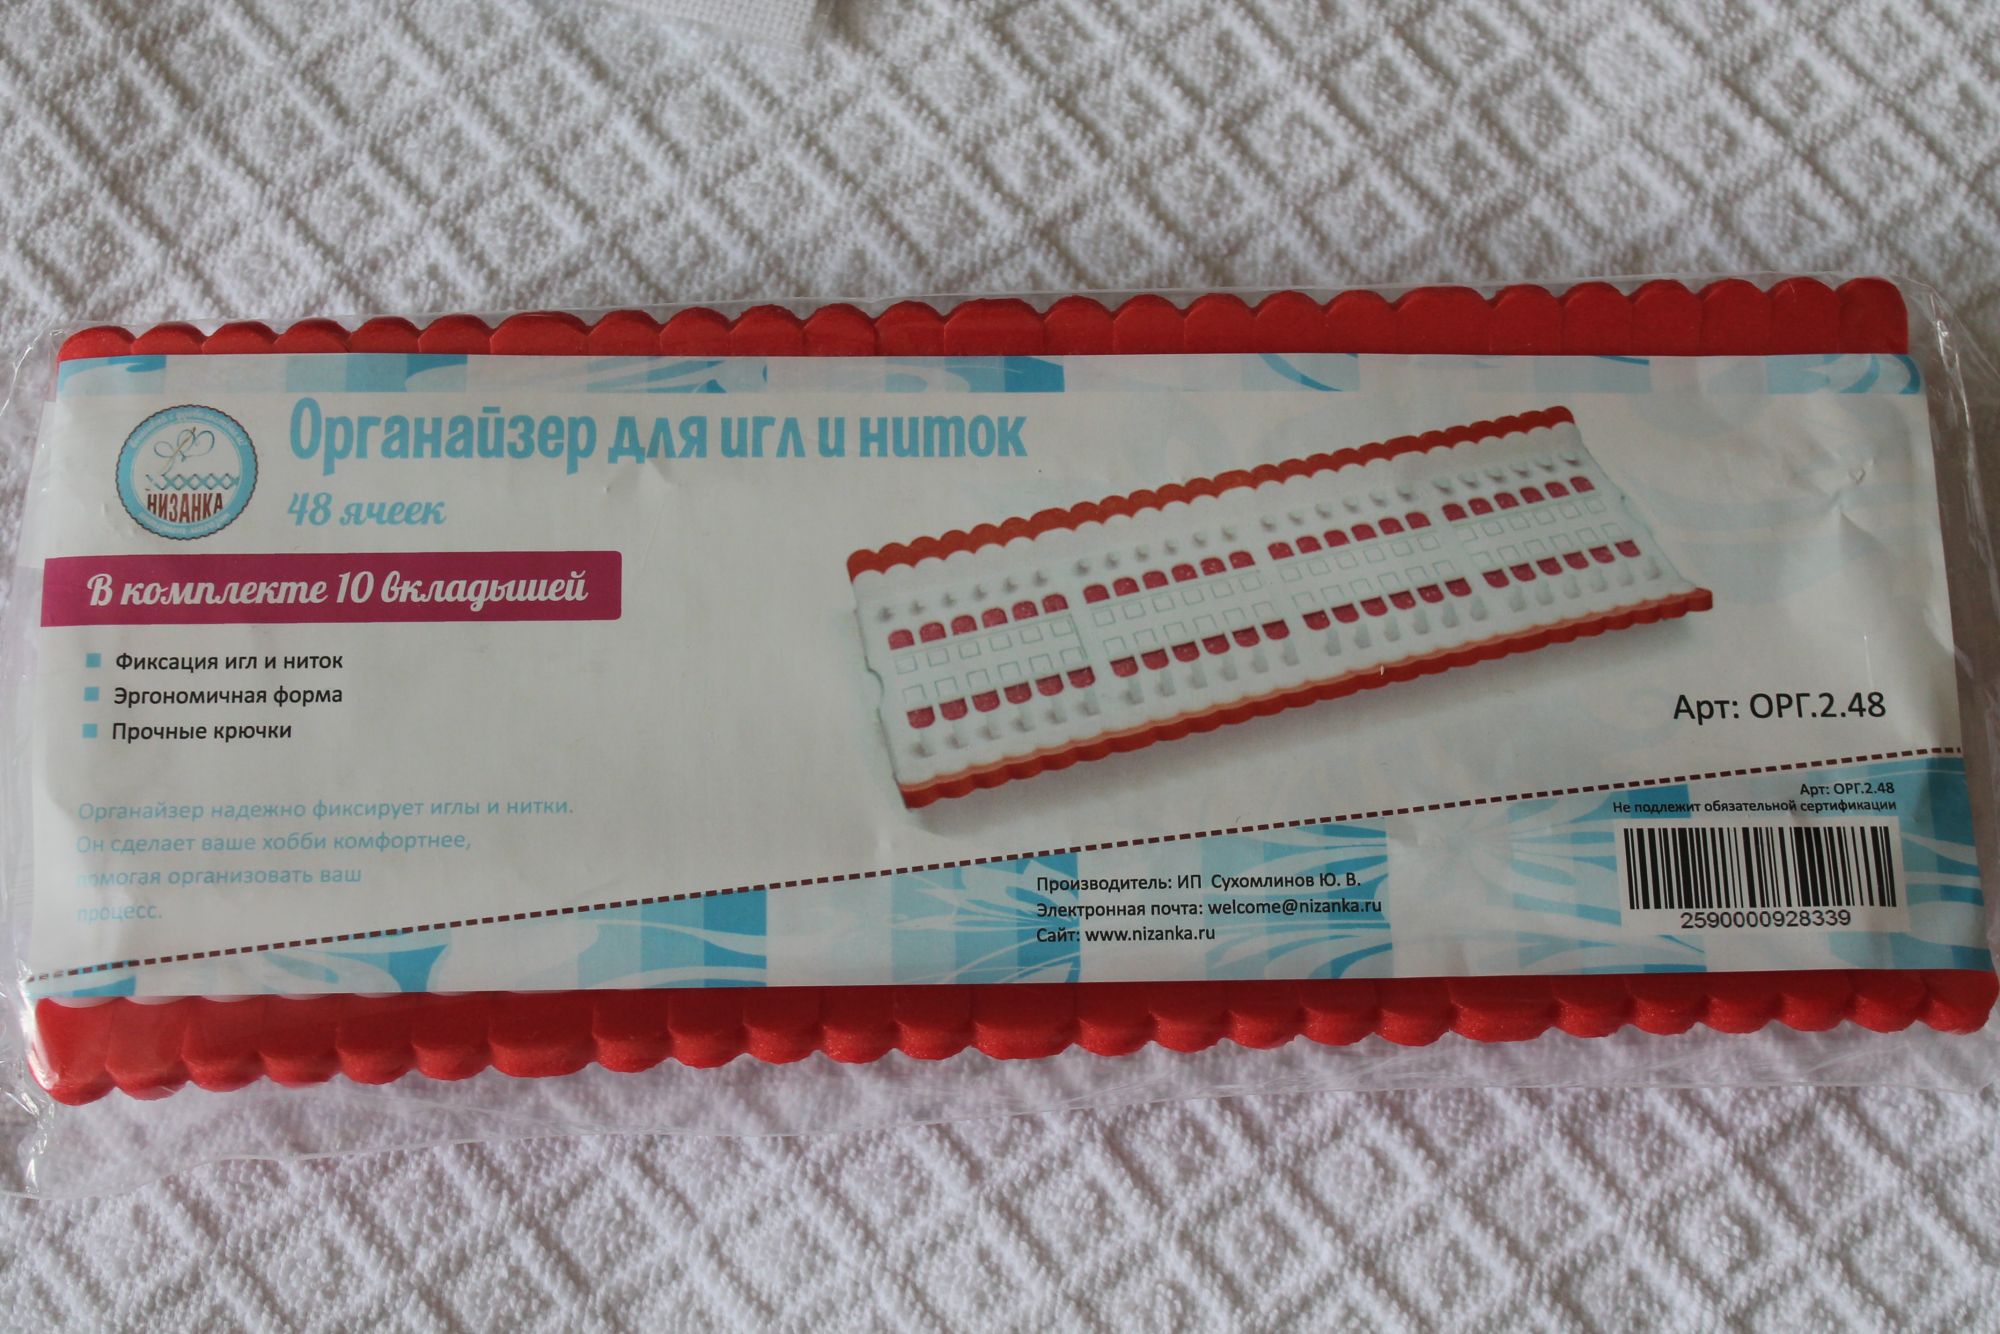 НИЗАНКА
Органайзер для игл и ниток
48 ячеек
В комплекте 10 вкладышей
Фиксация игл и ниток
Эргономичная форма
Прочные крючки
Органайзер надежно фиксирует иглы и нитки.
Он сделает ваше хобби комфортнее,
помогая организовать ваш
процесс.
Арт: ОРГ.2.48
Арт: ОРГ.2.48
Не подлежит обязательной сертификации
2590000928339
Производитель: ИП Сухомлинов Ю. В.
Электронная почта: welcome@nizanka.ru
Сайт: www.nizanka.ru